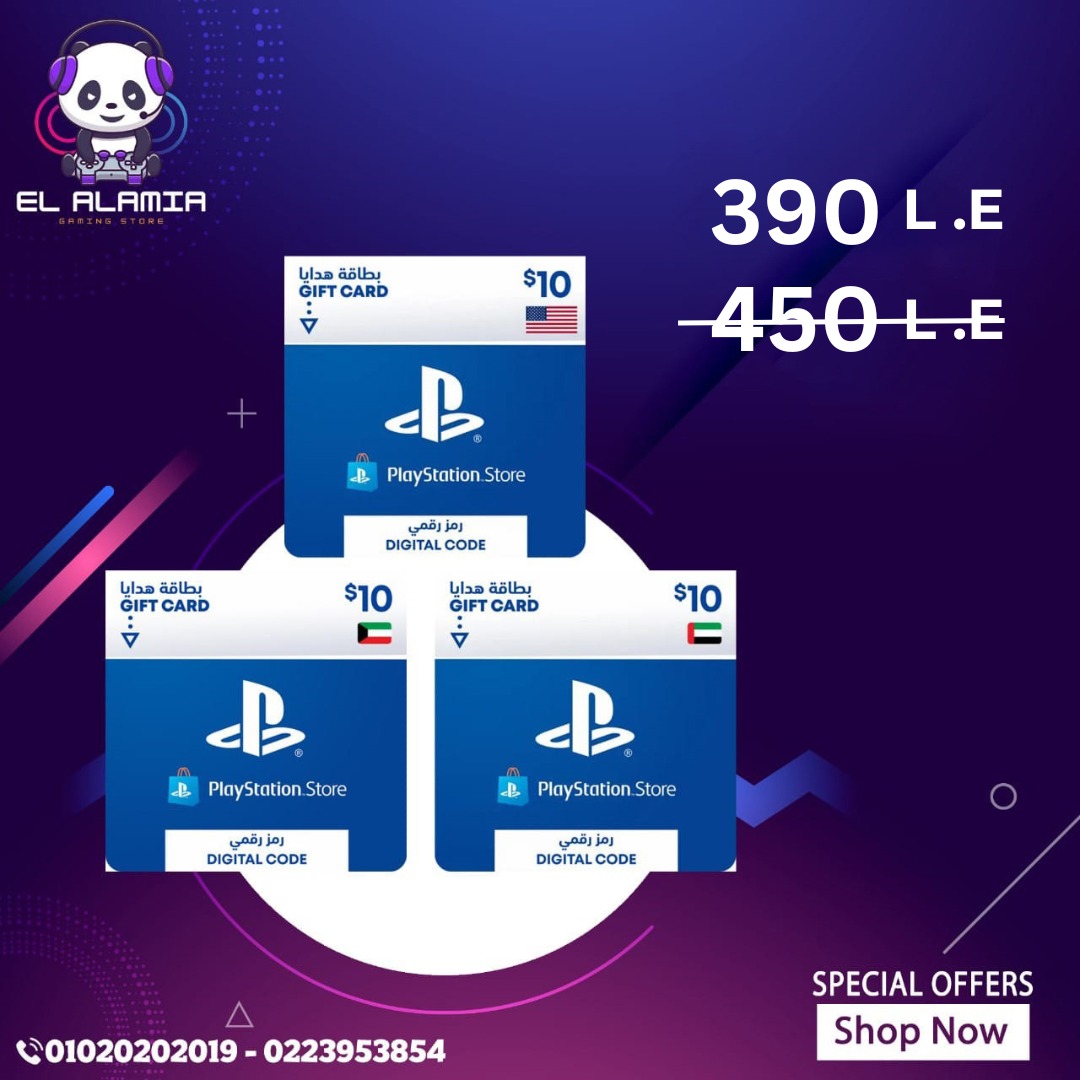 EL ALAMIA
GAMING STORE
390 L .E
450 L .E
بطاقة هدايا
GIFT CARD
$10
PlayStation.Store
رمز رقمي
DIGITAL CODE
بطاقة هدايا
GIFT CARD
$10
PlayStation.Store
رمز رقمي
DIGITAL CODE
بطاقة هدايا
GIFT CARD
$10
PlayStation.Store
رمز رقمي
DIGITAL CODE
SPECIAL OFFERS
Shop Now
01020202019 - 0223953854